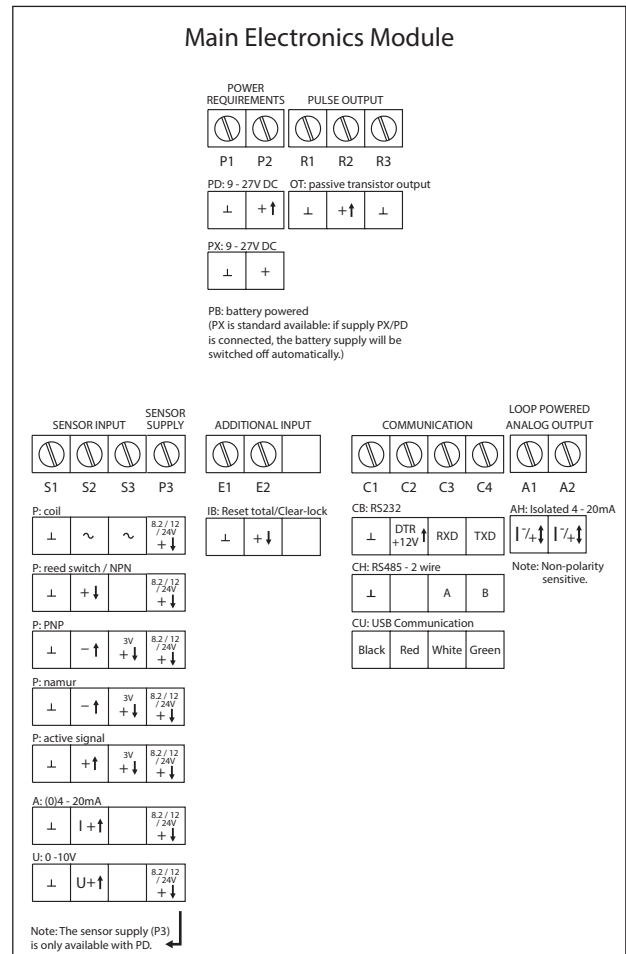 Main Electronics Module
POWER
REQUIREMENTS
PULSE OUTPUT
P1 P2 R1 R2 R3
PD: 9 - 27V DC
OT: passive transistor output
⊥ +↑ ⊥ +↑ ⊥
PX: 9 - 27V DC
⊥ +
PB: battery powered
(PX is standard available: if supply PX/PD
is connected, the battery supply will be
switched off automatically.)
SENSOR INPUT
SENSOR
SUPPLY
S1 S2 S3 P3
P: coil
⊥ ~ ~ 8.2 / 12
/ 24V
+↓
P: reed switch / NPN
⊥ +↓ 8.2 / 12
/ 24V
+↓
P: PNP
⊥ -↑ 3V
+↓
8.2 / 12
/ 24V
+↓
P: namur
⊥ -↑ 3V
+↓
8.2 / 12
/ 24V
+↓
P: active signal
⊥ +↑ 3V
+↓
8.2 / 12
/ 24V
+↓
A: (0)4 - 20mA
⊥ I+↑ 8.2 / 12
/ 24V
+↓
U: 0 -10V
⊥ U+↑ 8.2 / 12
/ 24V
+↓
Note: The sensor supply (P3)
is only available with PD.
ADDITIONAL INPUT
E1 E2
IB: Reset total/Clear-lock
⊥ +↓
COMMUNICATION
C1 C2 C3 C4
CB: RS232
⊥ DTR
+12V ↑ RXD TXD
CH: RS485 - 2 wire
⊥ A B
CU: USB Communication
Black Red White Green
LOOP POWERED
ANALOG OUTPUT
A1 A2
AH: Isolated 4 - 20mA
I-/+↕ I-/+↕
Note: Non-polarity
sensitive.